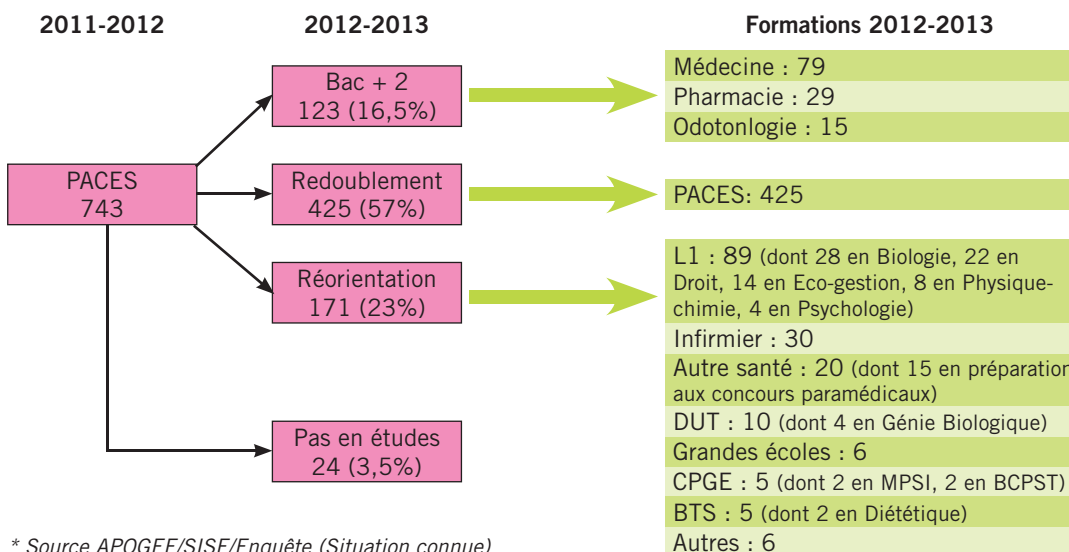 2011-2012
2012-2013
Formations 2012-2013
PACES
743
Bac + 2
123 (16,5%)
Redoublement
425 (57%)
Réorientation
171 (23%)
Pas en études
24 (3,5%)
Médecine : 79
Pharmacie : 29
Odotonlogie : 15
PACES: 425
L1 : 89 (dont 28 en Biologie, 22 en
Droit, 14 en Eco-gestion, 8 en Physique-
chimie, 4 en Psychologie)
Infirmier : 30
Autre santé : 20 (dont 15 en préparation
aux concours paramédicaux)
DUT : 10 (dont 4 en Génie Biologique)
Grandes écoles : 6
CPGE : 5 (dont 2 en MPSI, 2 en BCPST)
BTS : 5 (dont 2 en Diététique)
Autres : 6
* Source APOGEE/SISE/Enquête (Situation connue)